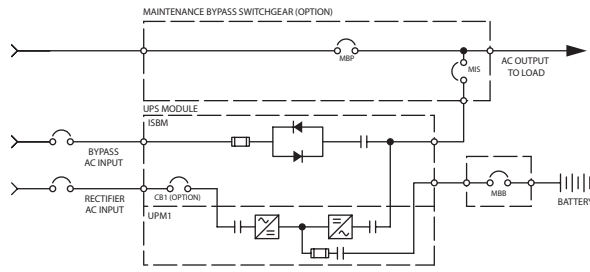 MAINTENANCE BYPASS SWITCHGEAR (OPTION)
MBP
MIS
AC OUTPUT
TO LOAD
UPS MODULE
ISBM
BYPASS
AC INPUT
RECTIFIER
AC INPUT
CB1 (OPTION)
UPM1
MBB
BATTERY